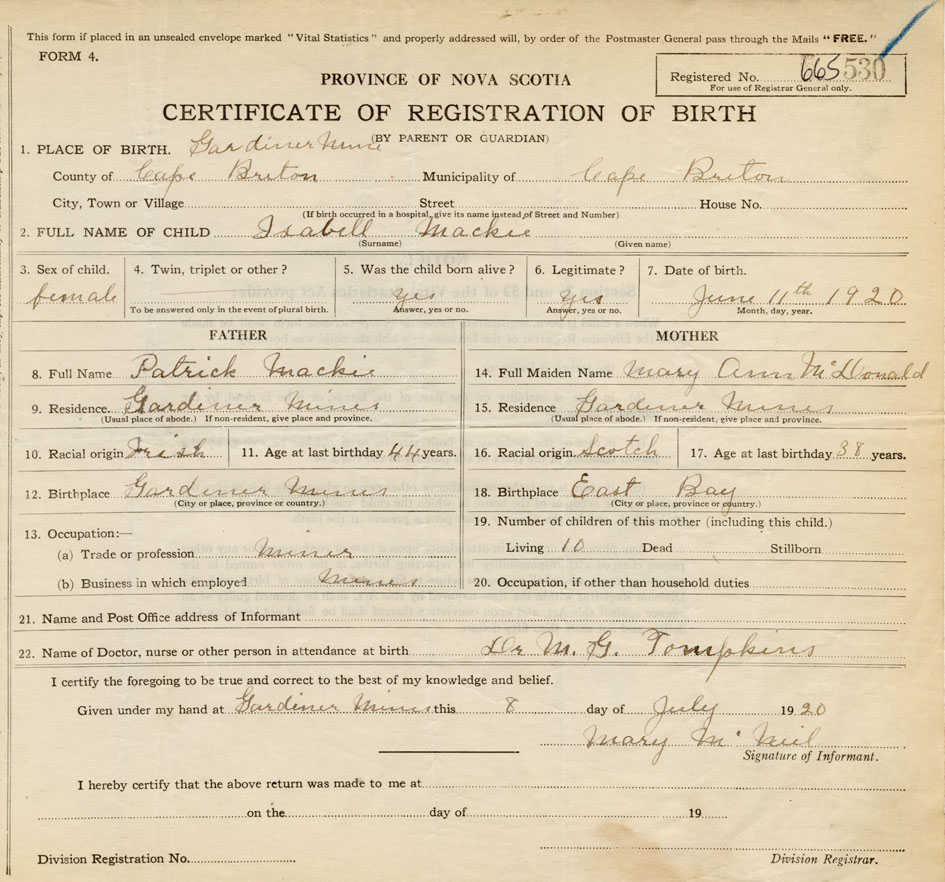 This form if placed in an unsealed envelope marked "Vital Statistics" and properly addressed will, by order of the Postmaster General pass through the Mails "FREE."
FORM 4.
PROVINCE OF NOVA SCOTIA
Registered No. 665 530
For use of Registrar General only.
CERTIFICATE OF REGISTRATION OF BIRTH
(BY PARENT OR GUARDIAN)
1. PLACE OF BIRTH. Gardiner Mine
County of Cape Breton Municipality of Cape Breton
City, Town or Village Street House No.
(If birth occurred in a hospital, give its name instead of Street and Number)
2. FULL NAME OF CHILD Isabell Mackie
(Surname) (Given name)
3. Sex of child. 4. Twin, triplet or other? 5. Was the child born alive? 6. Legitimate? 7. Date of birth.
female yes yes June 11th 1920
To be answered only in the event of plural birth. Answer, yes or no. Answer, yes or no. Month, day, year.
FATHER MOTHER
8. Full Name Patrick Mackie 14. Full Maiden Name Mary Ann McDonald
9. Residence. Gardiner Mines 15. Residence Gardiner Mines
(Usual place of abode.) If non-resident, give place and province. (Usual place of abode.) If non-resident, give place and province.
10. Racial origin Irish 11. Age at last birthday 44 years. 16. Racial origin Scotch 17. Age at last birthday 38 years.
12. Birthplace Gardiner Mines 18. Birthplace East Bay
(City or place, province or country.) (City or place, province or country.)
13. Occupation:— 19. Number of children of this mother (including this child.)
(a) Trade or profession Miner Living 10 Dead Stillborn
(b) Business in which employed Mines 20. Occupation, if other than household duties
21. Name and Post Office address of Informant
22. Name of Doctor, nurse or other person in attendance at birth Dr M. G. Tompkins
I certify the foregoing to be true and correct to the best of my knowledge and belief.
Given under my hand at Gardiner Mines this 8 day of July 1920
Mary McNeil
Signature of Informant.
I hereby certify that the above return was made to me at
on the day of 19
Division Registration No.
Division Registrar.